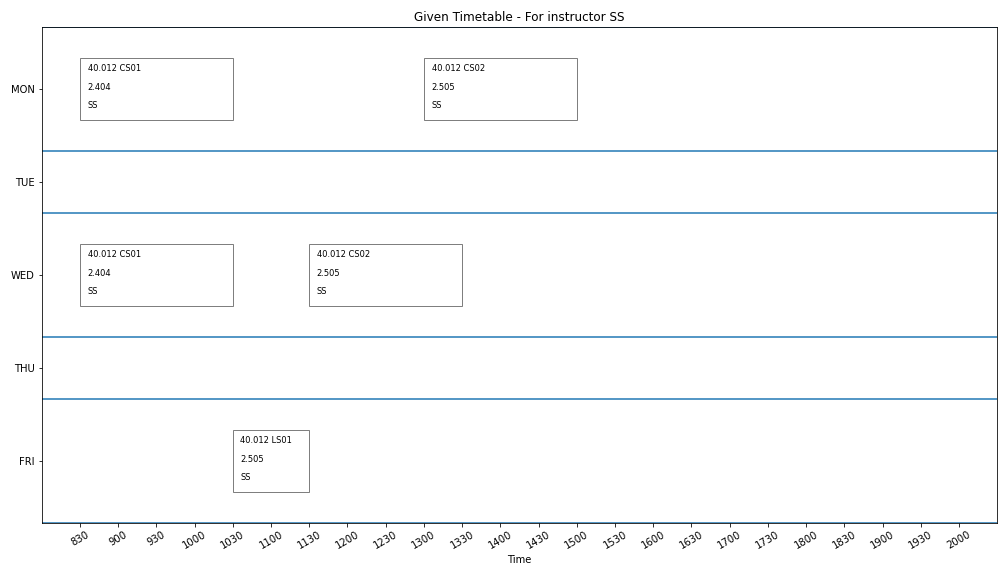 Given Timetable - For instructor SS
MON
40.012 CS01
2.404
SS
40.012 CS02
2.505
SS
TUE
WED
40.012 CS01
2.404
SS
40.012 CS02
2.505
SS
THU
FRI
40.012 LS01
2.505
SS
830 900 930 1000 1030 1100 1130 1200 1230 1300 1330 1400 1430 1500 1530 1600 1630 1700 1730 1800 1830 1900 1930 2000
Time